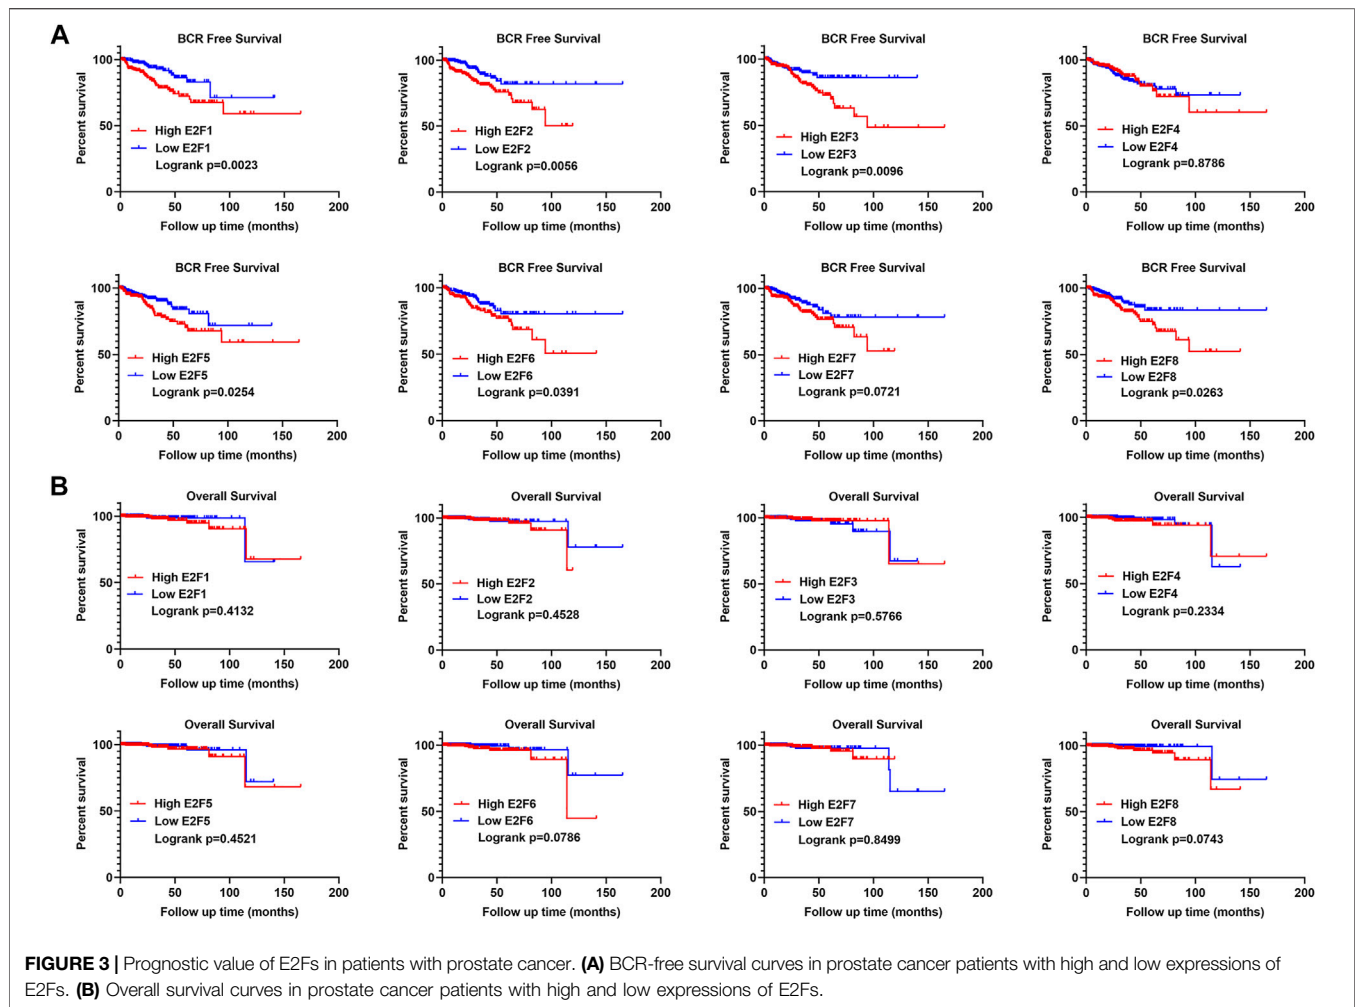 A
BCR Free Survival
Percent survival
100
50
0
High E2F1
Low E2F1
Logrank p=0.0023
0 50 100 150 200
Follow up time (months)
BCR Free Survival
Percent survival
100
50
0
High E2F2
Low E2F2
Logrank p=0.0056
0 50 100 150 200
Follow up time (months)
BCR Free Survival
Percent survival
100
50
0
High E2F3
Low E2F3
Logrank p=0.0096
0 50 100 150 200
Follow up time (months)
BCR Free Survival
Percent survival
100
50
0
High E2F4
Low E2F4
Logrank p=0.8786
0 50 100 150 200
Follow up time (months)
BCR Free Survival
Percent survival
100
50
0
High E2F5
Low E2F5
Logrank p=0.0254
0 50 100 150 200
Follow up time (months)
BCR Free Survival
Percent survival
100
50
0
High E2F6
Low E2F6
Logrank p=0.0391
0 50 100 150 200
Follow up time (months)
BCR Free Survival
Percent survival
100
50
0
High E2F7
Low E2F7
Logrank p=0.0721
0 50 100 150 200
Follow up time (months)
BCR Free Survival
Percent survival
100
50
0
High E2F8
Low E2F8
Logrank p=0.0263
0 50 100 150 200
Follow up time (months)
B
Overall Survival
Percent survival
100
50
0
High E2F1
Low E2F1
Logrank p=0.4132
0 50 100 150 200
Follow up time (months)
Overall Survival
Percent survival
100
50
0
High E2F2
Low E2F2
Logrank p=0.4528
0 50 100 150 200
Follow up time (months)
Overall Survival
Percent survival
100
50
0
High E2F3
Low E2F3
Logrank p=0.5766
0 50 100 150 200
Follow up time (months)
Overall Survival
Percent survival
100
50
0
High E2F4
Low E2F4
Logrank p=0.2334
0 50 100 150 200
Follow up time (months)
Overall Survival
Percent survival
100
50
0
High E2F5
Low E2F5
Logrank p=0.4521
0 50 100 150 200
Follow up time (months)
Overall Survival
Percent survival
100
50
0
High E2F6
Low E2F6
Logrank p=0.0786
0 50 100 150 200
Follow up time (months)
Overall Survival
Percent survival
100
50
0
High E2F7
Low E2F7
Logrank p=0.8499
0 50 100 150 200
Follow up time (months)
Overall Survival
Percent survival
100
50
0
High E2F8
Low E2F8
Logrank p=0.0743
0 50 100 150 200
Follow up time (months)
FIGURE 3 | Prognostic value of E2Fs in patients with prostate cancer. (A) BCR-free survival curves in prostate cancer patients with high and low expressions of
E2Fs. (B) Overall survival curves in prostate cancer patients with high and low expressions of E2Fs.